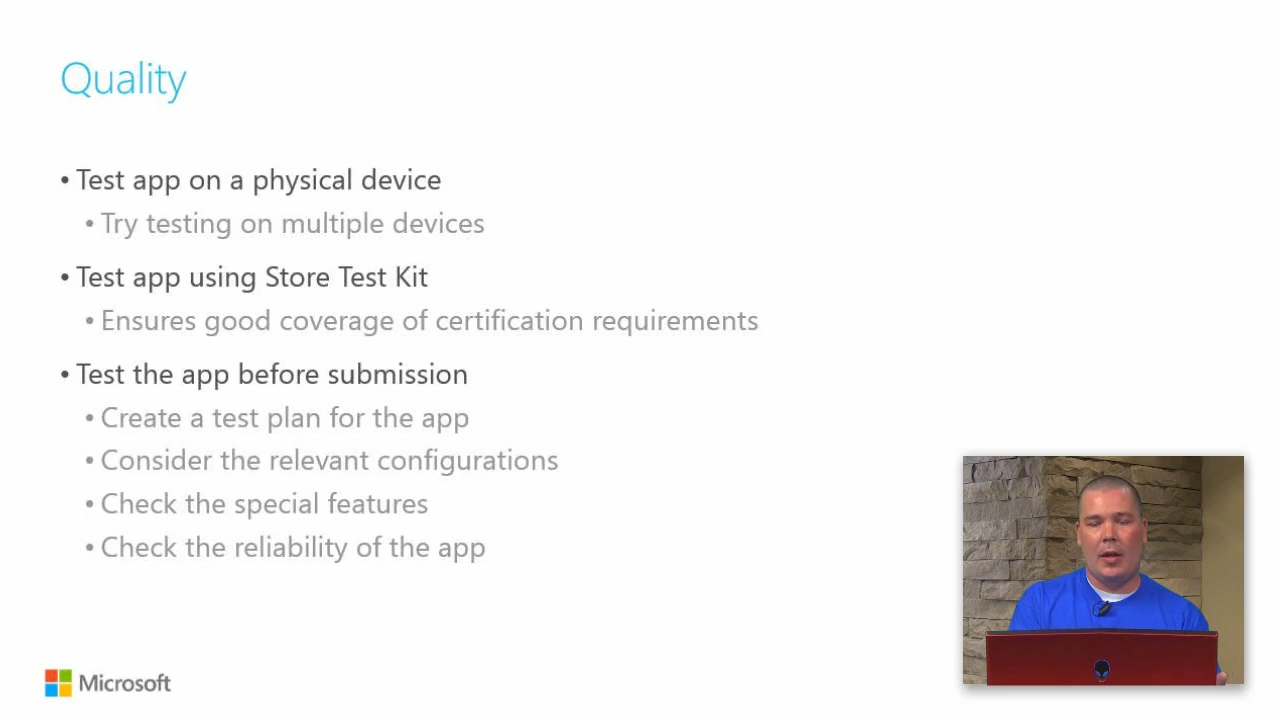 Quality
• Test app on a physical device
• Try testing on multiple devices
• Test app using Store Test Kit
• Ensures good coverage of certification requirements
• Test the app before submission
• Create a test plan for the app
• Consider the relevant configurations
• Check the special features
• Check the reliability of the app
Microsoft